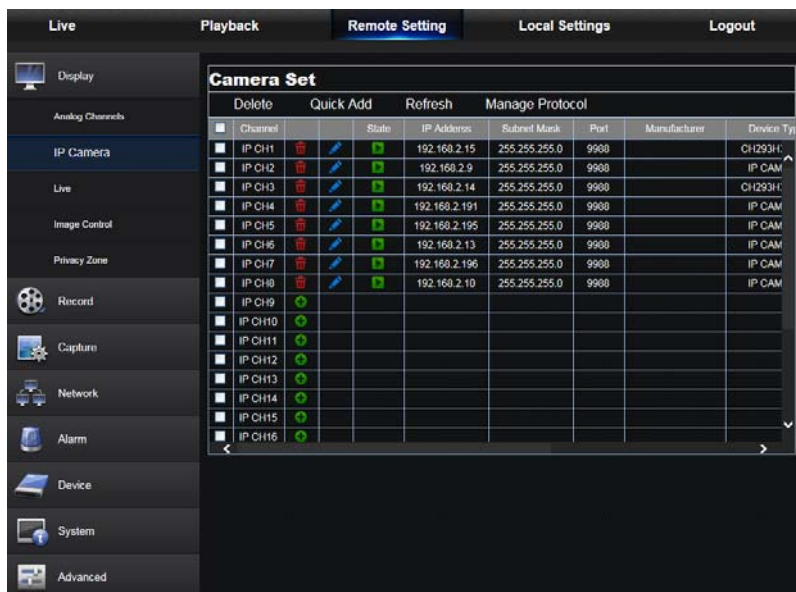 Live Playback Remote Setting Local Settings Logout
Display
Analog Channels
IP Camera
Live
Image Control
Privacy Zone
Record
Capture
Network
Alarm
Device
System
Advanced
Camera Set
Delete Quick Add Refresh Manage Protocol
Channel State IP Adderss Subnet Mask Port Manufacturer Device Typ
IP CH1 192.168.2.15 255.255.255.0 9988 CH293H
IP CH2 192.168.2.9 255.255.255.0 9988 IP CAM
IP CH3 192.168.2.14 255.255.255.0 9988 CH293H
IP CH4 192.168.2.191 255.255.255.0 9988 IP CAM
IP CH5 192.168.2.195 255.255.255.0 9988 IP CAM
IP CH6 192.168.2.13 255.255.255.0 9988 IP CAM
IP CH7 192.168.2.196 255.255.255.0 9988 IP CAM
IP CH8 192.168.2.10 255.255.255.0 9988 IP CAM
IP CH9
IP CH10
IP CH11
IP CH12
IP CH13
IP CH14
IP CH15
IP CH16